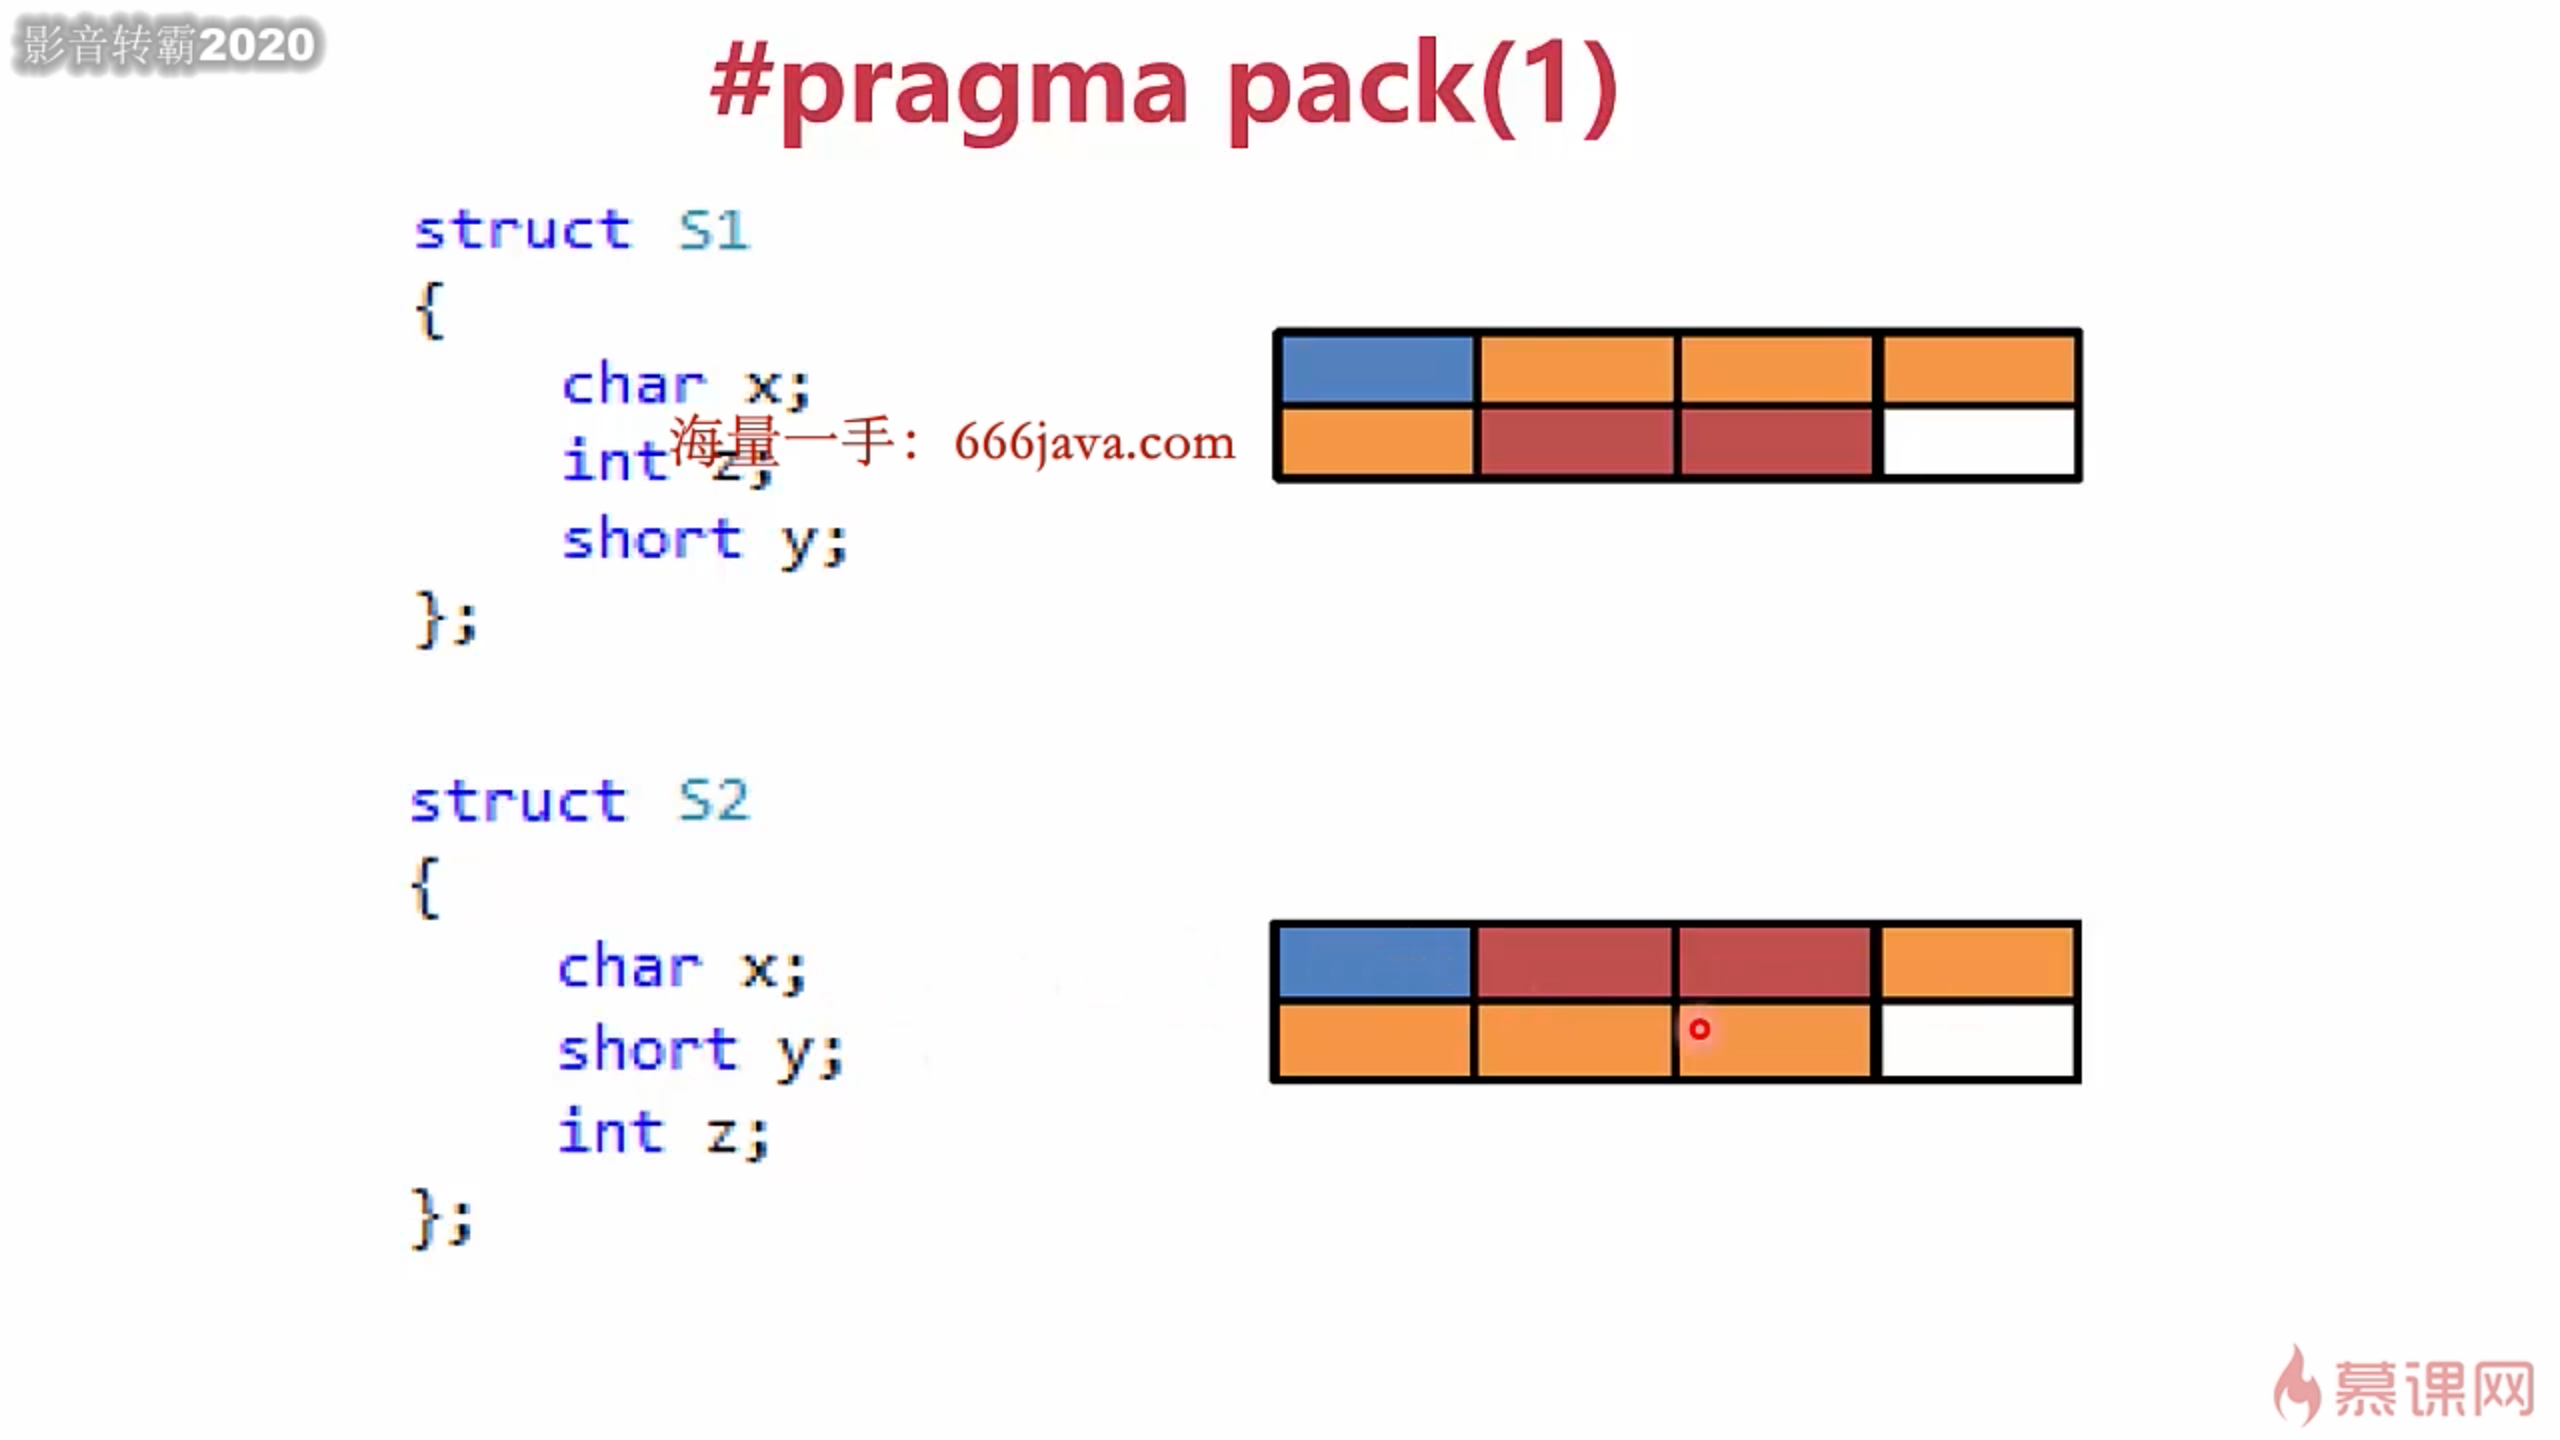 影音转霸2020
#pragma pack(1)
struct S1
{
char x;
海量一手：666java.com
int z;
short y;
};
struct S2
{
char x;
short y;
int z;
};
慕课网